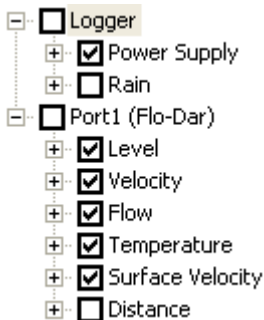 Logger
Power Supply
Rain
Port1 (Flo-Dar)
Level
Velocity
Flow
Temperature
Surface Velocity
Distance